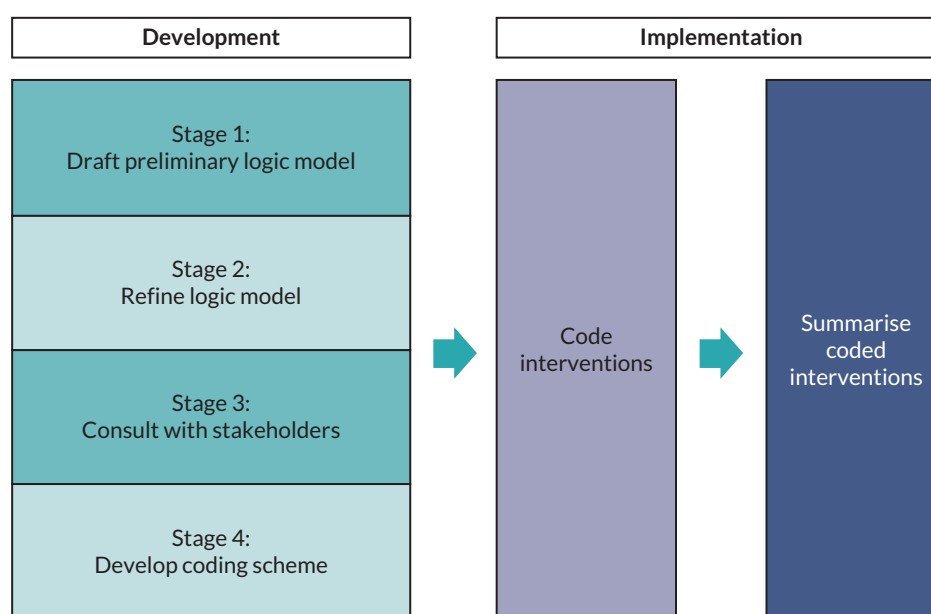 Development
Implementation
Stage 1:
Draft preliminary logic model
Stage 2:
Refine logic model
Stage 3:
Consult with stakeholders
Stage 4:
Develop coding scheme
Code
interventions
Summarise
coded
interventions